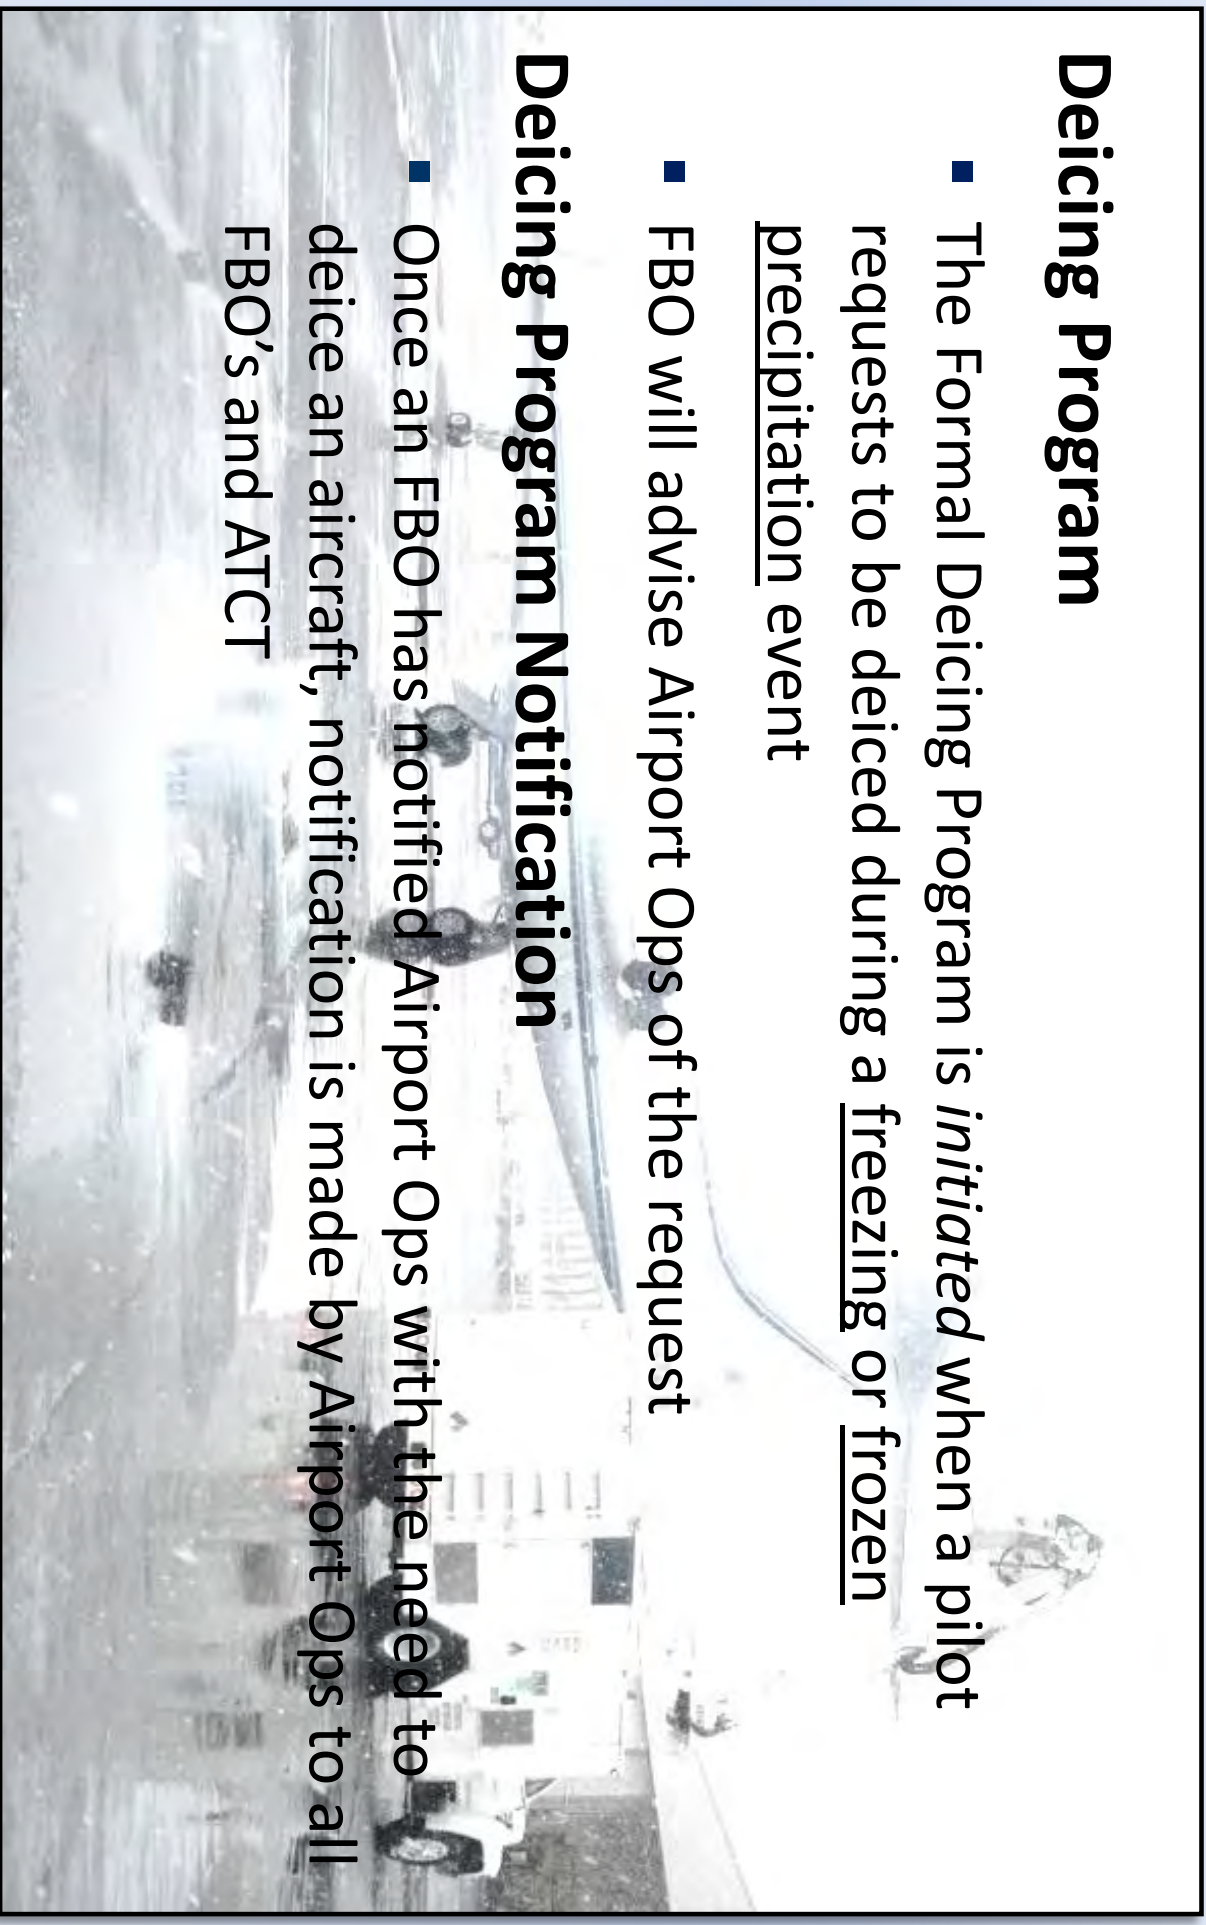 Deicing Program
▪ The Formal Deicing Program is initiated when a pilot
requests to be deiced during a freezing or frozen
precipitation event
▪ FBO will advise Airport Ops of the request
Deicing Program Notification
▪ Once an FBO has notified Airport Ops with the need to
deice an aircraft, notification is made by Airport Ops to all
FBO’s and ATCT